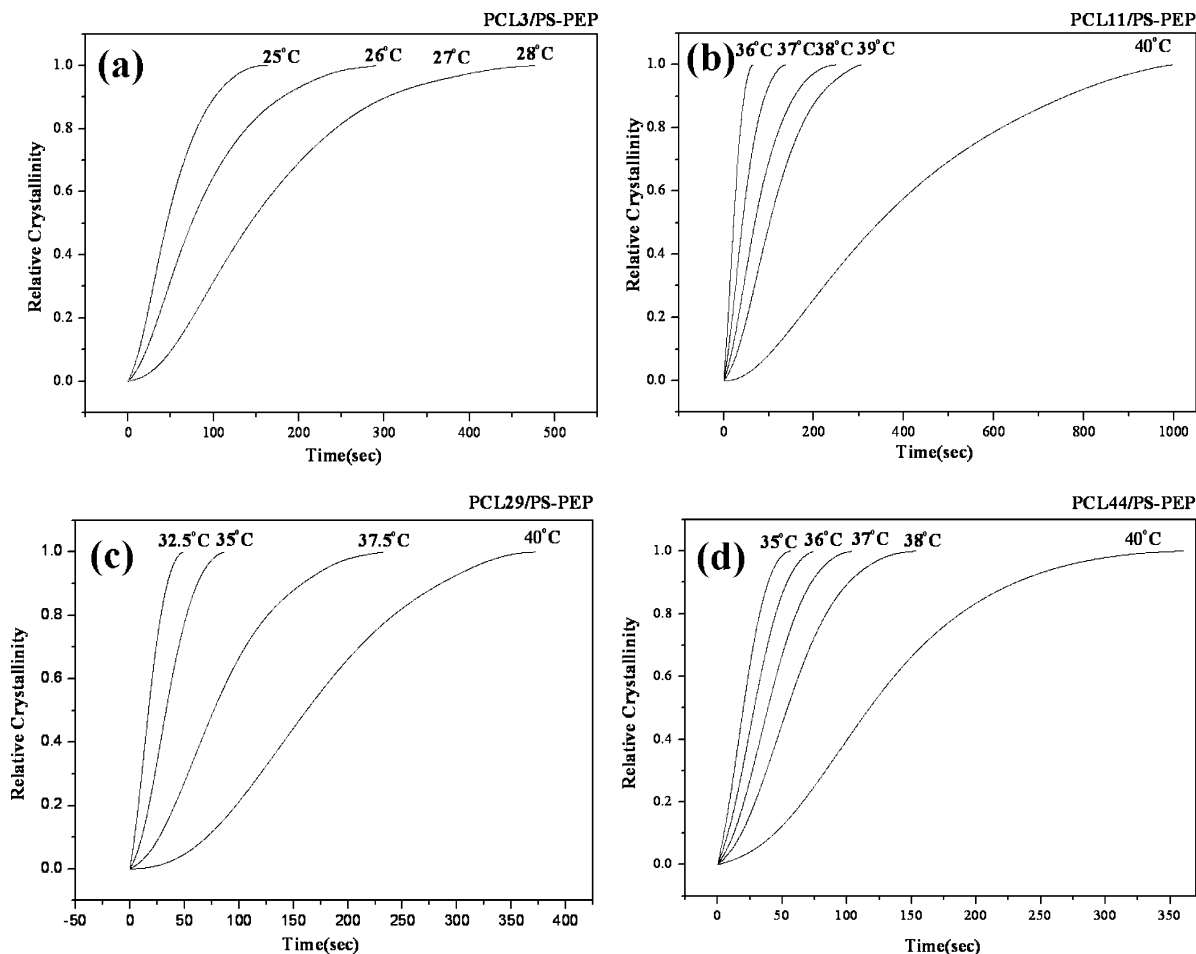 PCL3/PS-PEP
(a)
25°C 26°C 27°C 28°C
1.0
0.8
0.6
0.4
0.2
0.0
Relative Crystallinity
0 100 200 300 400 500
Time(sec)
PCL11/PS-PEP
(b)
36°C 37°C 38°C 39°C 40°C
1.0
0.8
0.6
0.4
0.2
0.0
Relative Crystallinity
0 200 400 600 800 1000
Time(sec)
PCL29/PS-PEP
(c)
32.5°C 35°C 37.5°C 40°C
1.0
0.8
0.6
0.4
0.2
0.0
Relative Crystallinity
-50 0 50 100 150 200 250 300 350 400
Time(sec)
PCL44/PS-PEP
(d)
35°C 36°C 37°C 38°C 40°C
1.0
0.8
0.6
0.4
0.2
0.0
Relative Crystallinity
0 50 100 150 200 250 300 350
Time(sec)